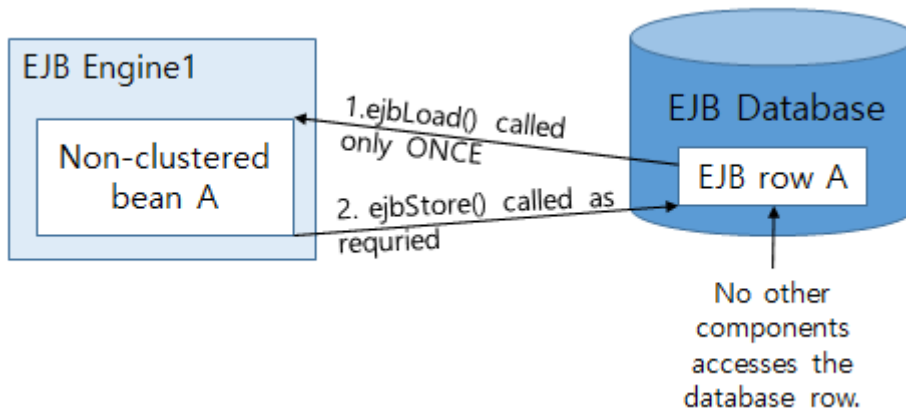 EJB Engine1
Non-clustered
bean A
1.ejbLoad() called
only ONCE
2. ejbStore() called as
requried
EJB Database
EJB row A
No other
components
accesses the
database row.